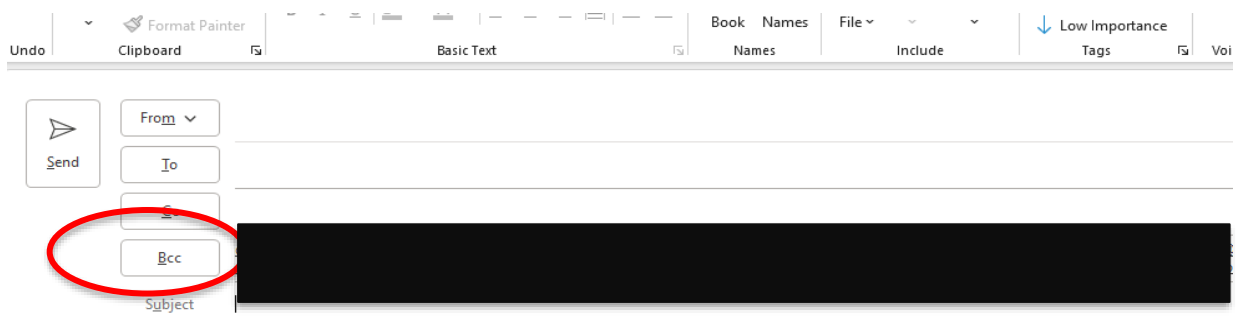 Format Painter
Book Names
File
Low Importance
Undo
Clipboard
Basic Text
Names
Include
Tags
Voi
From
Send
To
Bcc
Subject